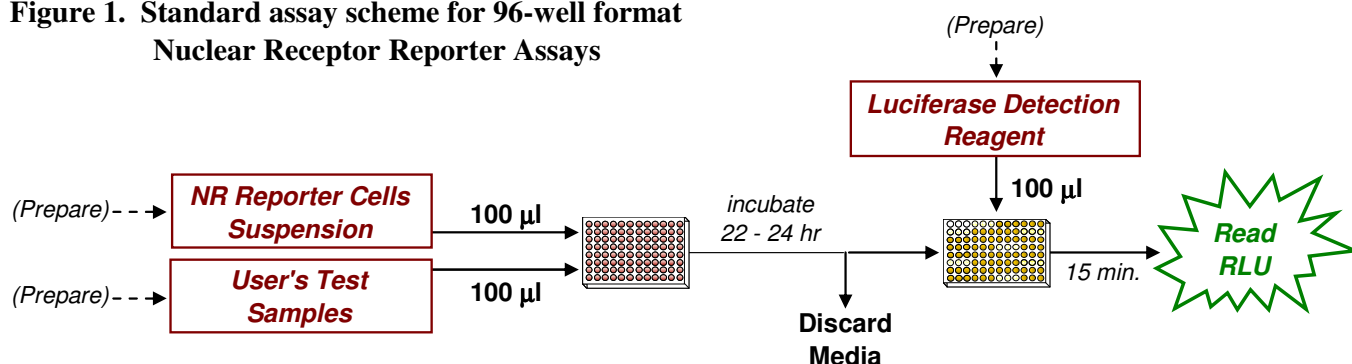 Figure 1. Standard assay scheme for 96-well format
Nuclear Receptor Reporter Assays
(Prepare)
Luciferase Detection
Reagent
(Prepare)
NR Reporter Cells
Suspension
100 µl
incubate
22 - 24 hr
100 µl
Read
RLU
(Prepare)
User's Test
Samples
100 µl
15 min.
Discard
Media